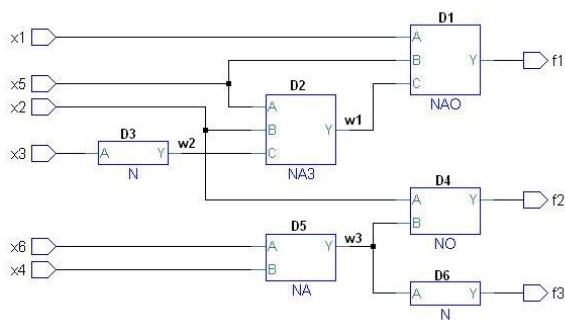 D1
x1 A
x5 B Y f1
D2
x2 A C
B Y w1 NAO
D3
x3 A Y w2 C
N NA3
D4
A Y f2
D5
x6 A Y w3 B
x4 B NO
NA D6
A Y f3
N